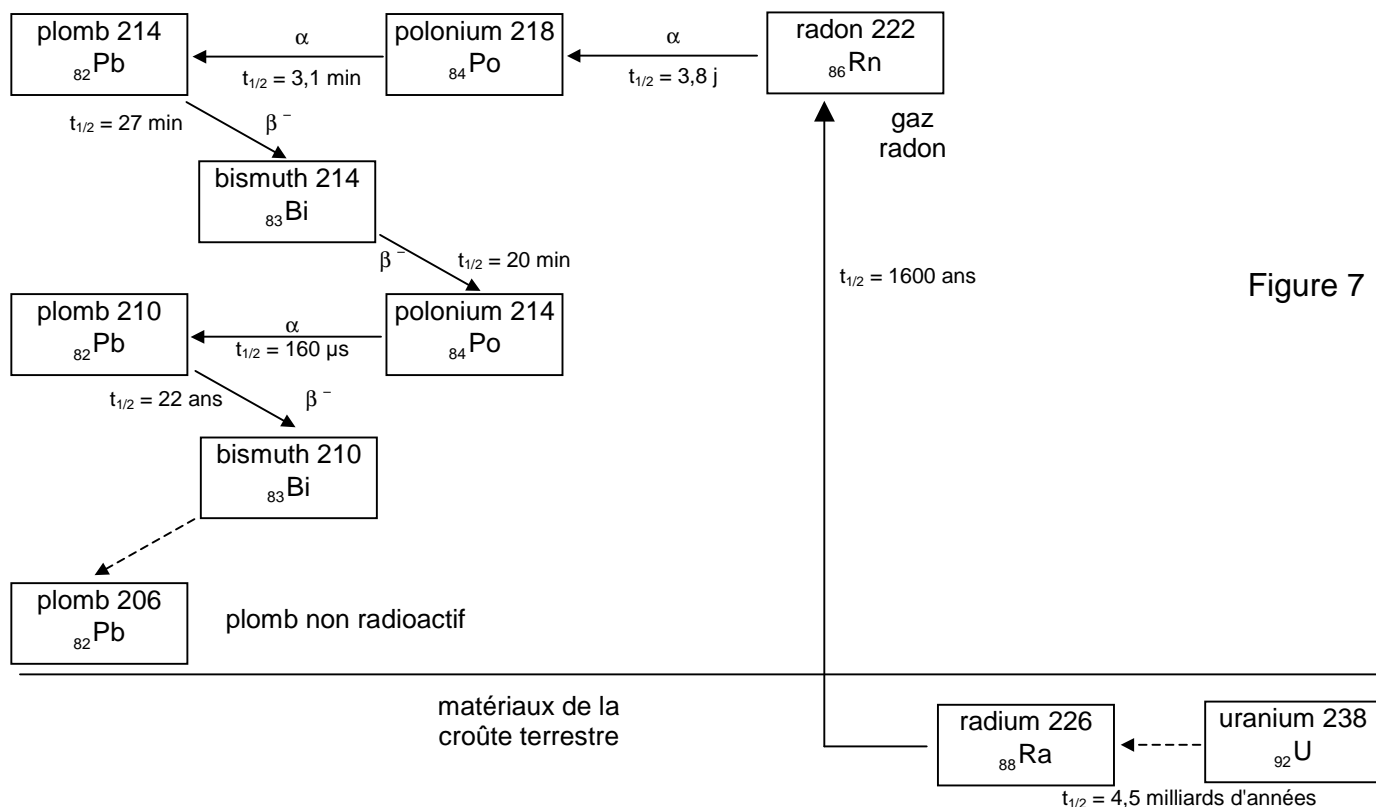 plomb 214
₈₂Pb
α
t₁/₂ = 3,1 min
polonium 218
₈₄Po
α
t₁/₂ = 3,8 j
radon 222
₈₆Rn
gaz
radon
t₁/₂ = 27 min
β⁻
bismuth 214
₈₃Bi
β⁻
t₁/₂ = 20 min
t₁/₂ = 1600 ans
Figure 7
plomb 210
₈₂Pb
α
t₁/₂ = 160 µs
polonium 214
₈₄Po
t₁/₂ = 22 ans
β⁻
bismuth 210
₈₃Bi
plomb 206
₈₂Pb
plomb non radioactif
matériaux de la
croûte terrestre
radium 226
₈₈Ra
uranium 238
₉₂U
t₁/₂ = 4,5 milliards d'années